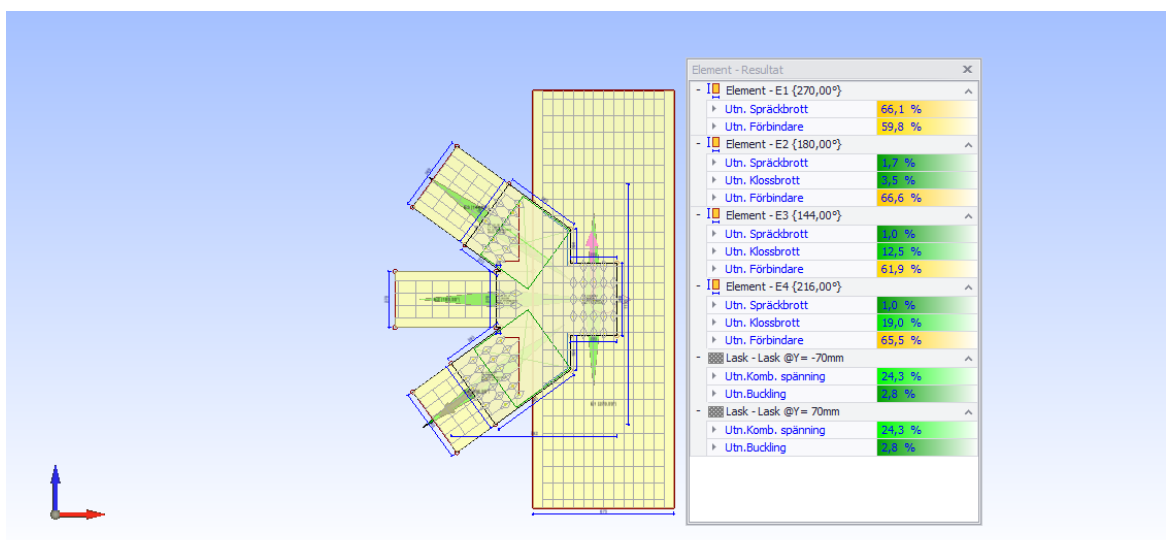 Element - Resultat
- Element - E1 {270,00°}
Utn. Spräckbrott 66,1 %
Utn. Förbindare 59,8 %
- Element - E2 {180,00°}
Utn. Spräckbrott 1,7 %
Utn. Klossbrott 3,5 %
Utn. Förbindare 66,6 %
- Element - E3 {144,00°}
Utn. Spräckbrott 1,0 %
Utn. Klossbrott 12,5 %
Utn. Förbindare 61,9 %
- Element - E4 {216,00°}
Utn. Spräckbrott 1,0 %
Utn. Klossbrott 19,0 %
Utn. Förbindare 65,5 %
- Lask - Lask @Y= -70mm
Utn.Komb. spänning 24,3 %
Utn.Buckling 2,8 %
- Lask - Lask @Y= 70mm
Utn.Komb. spänning 24,3 %
Utn.Buckling 2,8 %